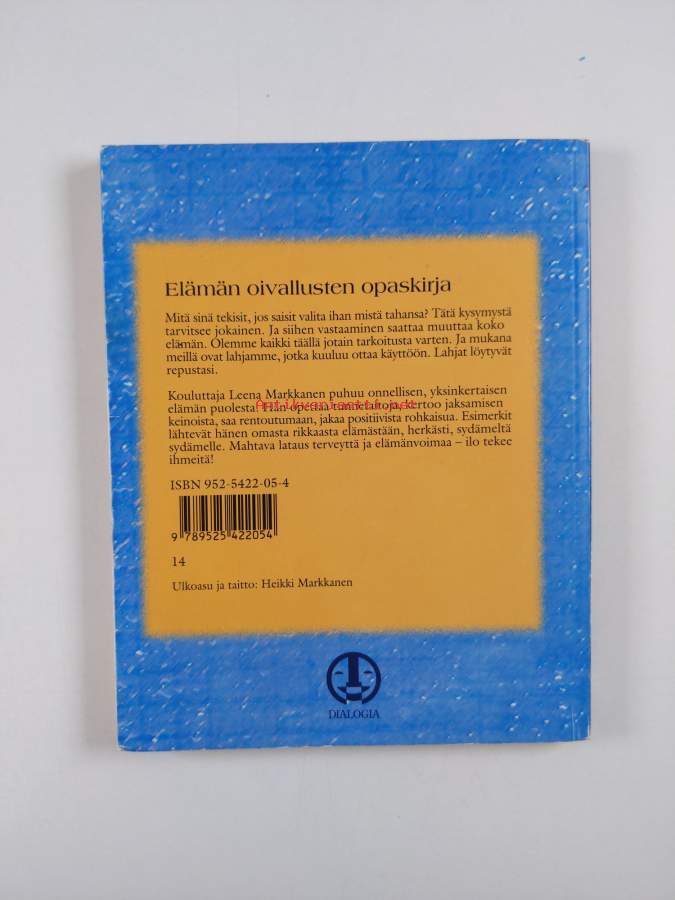 Elämän oivallusten opaskirja
Mitä sinä tekisit, jos saisit valita ihan mistä tahansa? Tätä kysymystä
tarvitsee jokainen. Ja siihen vastaaminen saattaa muuttaa koko
elämän. Olemme kaikki täällä jotain tarkoitusta varten. Ja mukana
meillä ovat lahjamme, jotka kuuluu ottaa käyttöön. Lahjat löytyvät
repustasi.
Kouluttaja Leena Markkanen puhuu onnellisen, yksinkertaisen
elämän puolesta. Hän opettaa kertoo jaksamisen
Antikvariaatti.net
keinoista, saa rentoutumaan, jakaa positiivista rohkaisua. Esimerkit
lähtevät hänen omasta rikkaasta elämästään, herkästi, sydämeltä
sydämelle. Mahtava lataus terveyttä ja elämänvoimaa – ilo tekee
ihmeitä!
ISBN 952-5422-05-4
9 789525 422054
14
Ulkoasu ja taitto: Heikki Markkanen
DIALOGIA